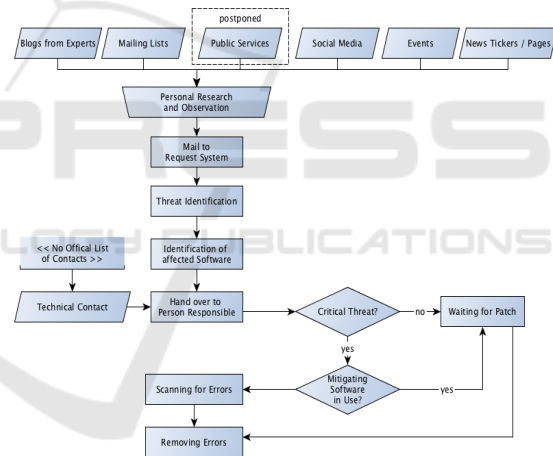 postponed
Blogs from Experts
Mailing Lists
Public Services
Social Media
Events
News Tickers / Pages
Personal Research
and Observation
Mail to
Request System
Threat Identification
<< No Offical List
of Contacts >>
Identification of
affected Software
Technical Contact
Hand over to
Person Responsible
Critical Threat?
no
Waiting for Patch
yes
Mitigating
Software
in Use?
yes
Scanning for Errors
Removing Errors
PRESS
LOGY PUBLICATIONS